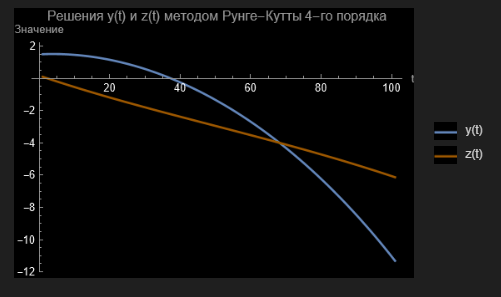 Решения y(t) и z(t) методом Рунге-Кутты 4-го порядка
Значение
2
20 40 60 80 100 t
-2
-4
-6
-8
-10
-12
y(t)
z(t)